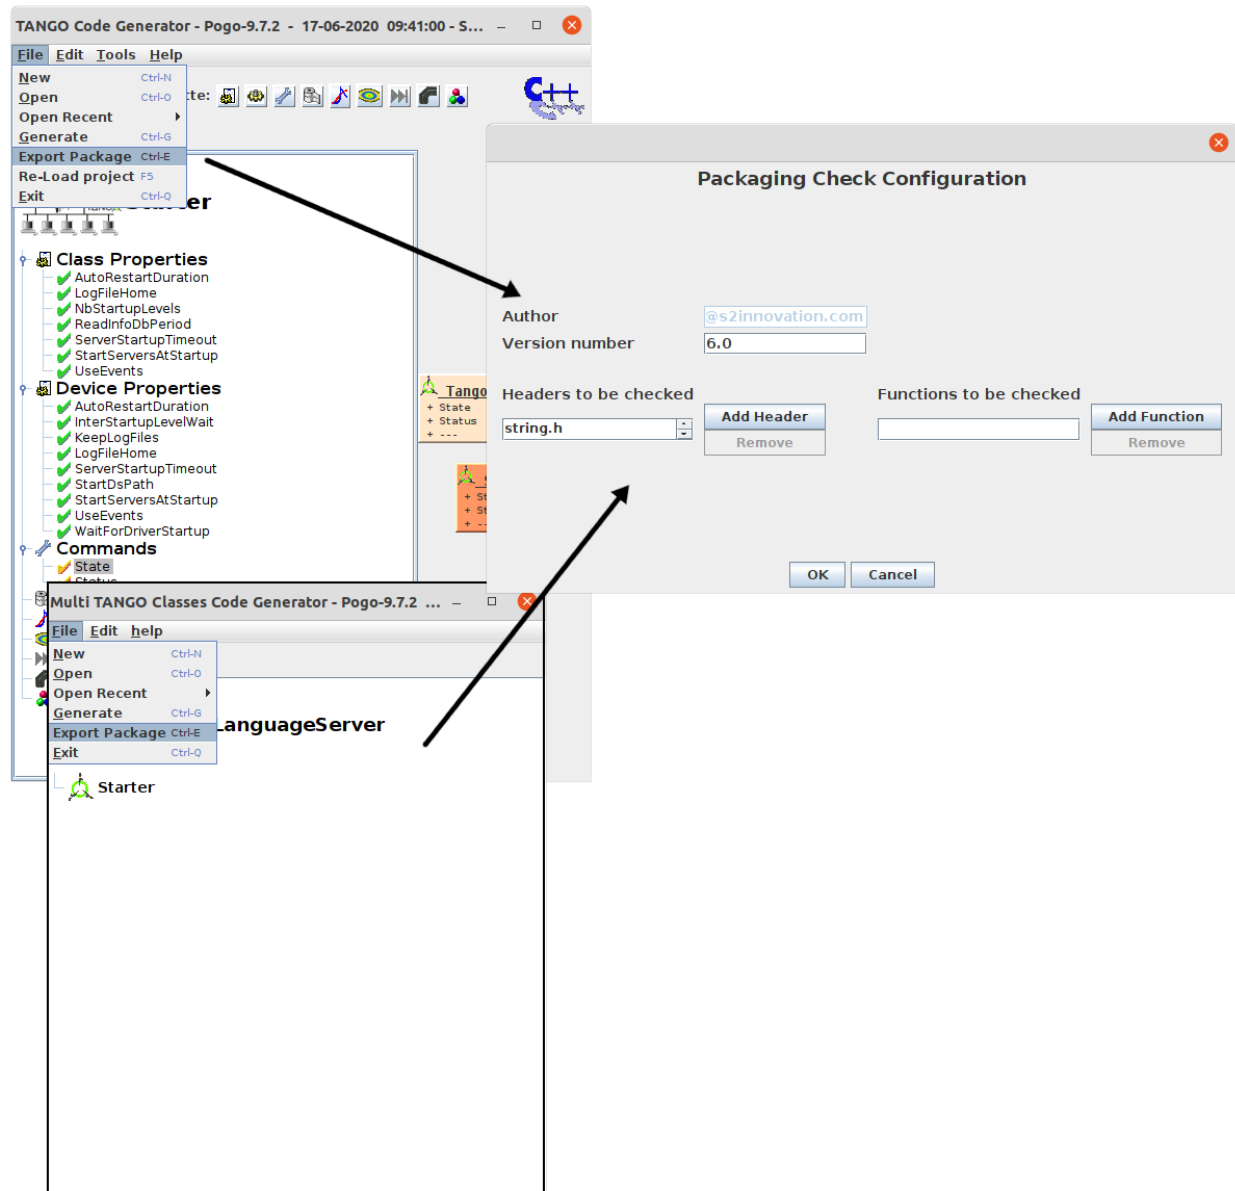 TANGO Code Generator - Pogo-9.7.2 - 17-06-2020 09:41:00 - S...
File Edit Tools Help
New Ctrl-N
Open Ctrl-O
Open Recent
Generate Ctrl-G
Export Package Ctrl-E
Re-Load project F5
Exit Ctrl-Q
te:
C++
Class Properties
AutoRestartDuration
LogFileHome
NbStartupLevels
ReadInfoDbPeriod
ServerStartupTimeout
StartServersAtStartup
UseEvents
Device Properties
AutoRestartDuration
InterStartupLevelWait
KeepLogFiles
LogFileHome
ServerStartupTimeout
StartDsPath
StartServersAtStartup
UseEvents
WaitForDriverStartup
Commands
State
Status
Tango
+ State
+ Status
+ ---
+ St
+ St
+ --
Packaging Check Configuration
Author @s2innovation.com
Version number 6.0
Headers to be checked
string.h
Add Header
Remove
Functions to be checked
Add Function
Remove
OK Cancel
Multi TANGO Classes Code Generator - Pogo-9.7.2 ...
File Edit help
New Ctrl-N
Open Ctrl-O
Open Recent
Generate Ctrl-G
Export Package Ctrl-E
Exit Ctrl-Q
LanguageServer
Starter